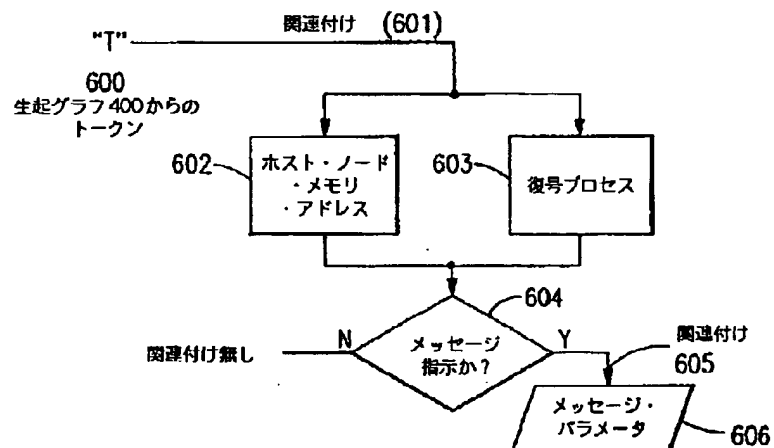 関連付け (601)
"T"
600
生起グラフ400からの
トークン
602
ホスト・ノード
・メモリ
・アドレス
603
復号プロセス
604
メッセージ
指示か?
N
Y
関連付け無し
関連付け
605
メッセージ・
パラメータ
606